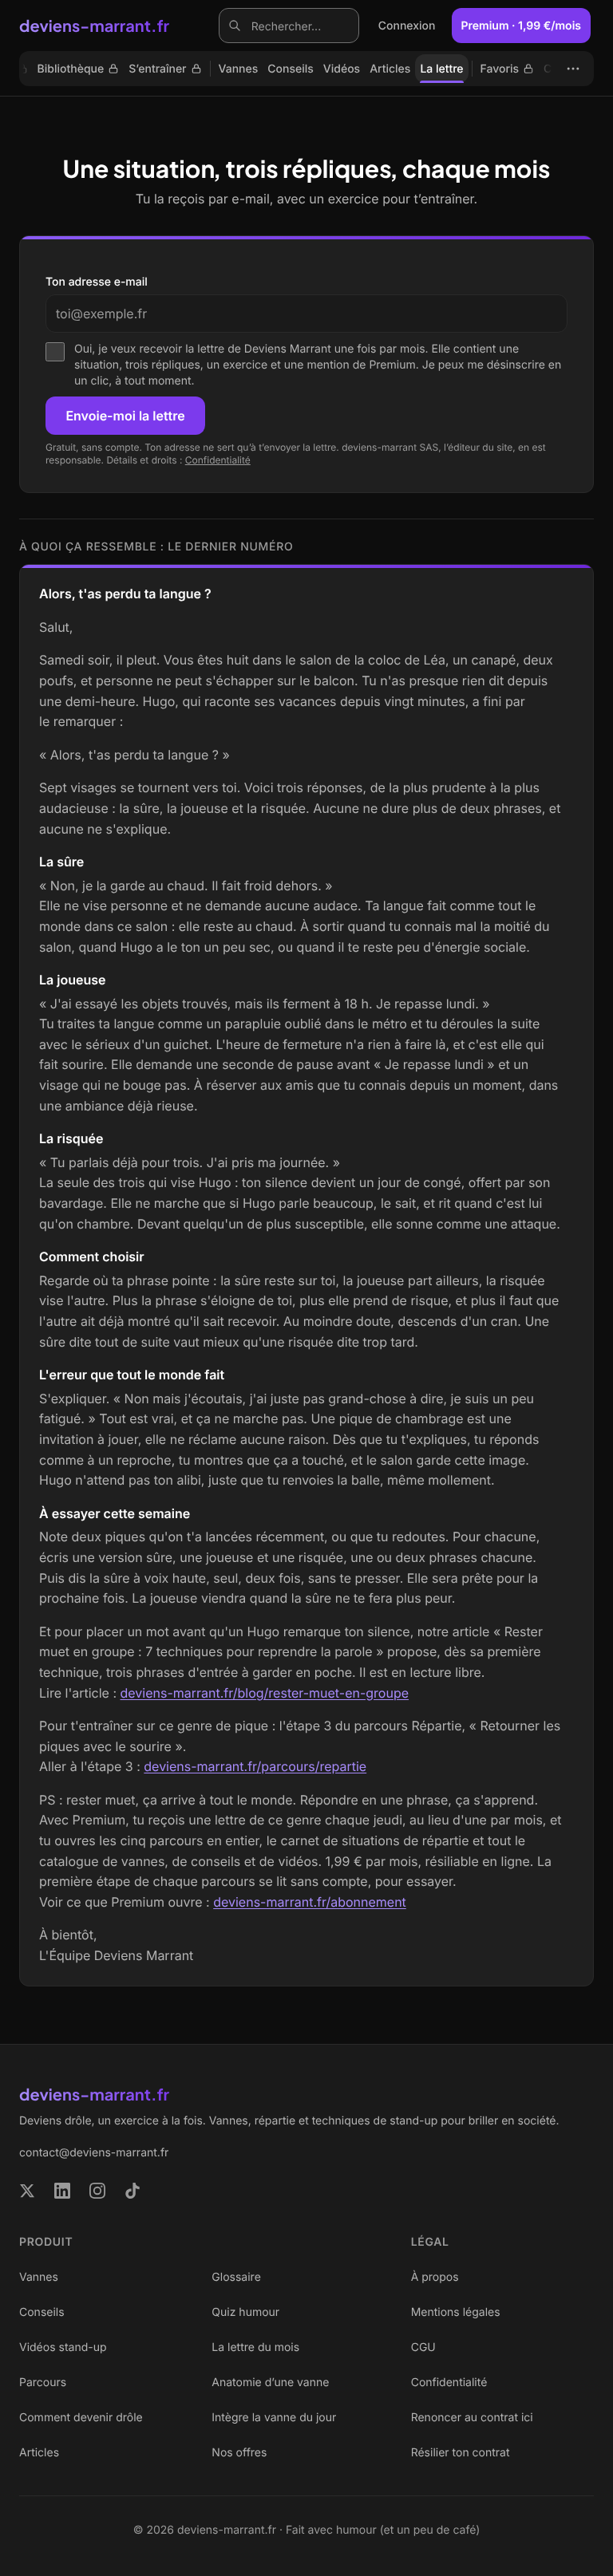 deviens-marrant.fr
Rechercher...
Connexion
Premium · 1,99 €/mois
Bibliothèque
S’entraîner
Vannes
Conseils
Vidéos
Articles
La lettre
Favoris
Une situation, trois répliques, chaque mois
Tu la reçois par e-mail, avec un exercice pour t’entraîner.
Ton adresse e-mail
toi@exemple.fr
Oui, je veux recevoir la lettre de Deviens Marrant une fois par mois. Elle contient une
situation, trois répliques, un exercice et une mention de Premium. Je peux me désinscrire en
un clic, à tout moment.
Envoie-moi la lettre
Gratuit, sans compte. Ton adresse ne sert qu’à t’envoyer la lettre. deviens-marrant SAS, l’éditeur du site, en est
responsable. Détails et droits : Confidentialité
À QUOI ÇA RESSEMBLE : LE DERNIER NUMÉRO
Alors, t'as perdu ta langue ?
Salut,
Samedi soir, il pleut. Vous êtes huit dans le salon de la coloc de Léa, un canapé, deux
poufs, et personne ne peut s'échapper sur le balcon. Tu n'as presque rien dit depuis
une demi-heure. Hugo, qui raconte ses vacances depuis vingt minutes, a fini par
le remarquer :
« Alors, t'as perdu ta langue ? »
Sept visages se tournent vers toi. Voici trois réponses, de la plus prudente à la plus
audacieuse : la sûre, la joueuse et la risquée. Aucune ne dure plus de deux phrases, et
aucune ne s'explique.
La sûre
« Non, je la garde au chaud. Il fait froid dehors. »
Elle ne vise personne et ne demande aucune audace. Ta langue fait comme tout le
monde dans ce salon : elle reste au chaud. À sortir quand tu connais mal la moitié du
salon, quand Hugo a le ton un peu sec, ou quand il te reste peu d'énergie sociale.
La joueuse
« J'ai essayé les objets trouvés, mais ils ferment à 18 h. Je repasse lundi. »
Tu traites ta langue comme un parapluie oublié dans le métro et tu déroules la suite
avec le sérieux d'un guichet. L'heure de fermeture n'a rien à faire là, et c'est elle qui
fait sourire. Elle demande une seconde de pause avant « Je repasse lundi » et un
visage qui ne bouge pas. À réserver aux amis que tu connais depuis un moment, dans
une ambiance déjà rieuse.
La risquée
« Tu parlais déjà pour trois. J'ai pris ma journée. »
La seule des trois qui vise Hugo : ton silence devient un jour de congé, offert par son
bavardage. Elle ne marche que si Hugo parle beaucoup, le sait, et rit quand c'est lui
qu'on chambre. Devant quelqu'un de plus susceptible, elle sonne comme une attaque.
Comment choisir
Regarde où ta phrase pointe : la sûre reste sur toi, la joueuse part ailleurs, la risquée
vise l'autre. Plus la phrase s'éloigne de toi, plus elle prend de risque, et plus il faut que
l'autre ait déjà montré qu'il sait recevoir. Au moindre doute, descends d'un cran. Une
sûre dite tout de suite vaut mieux qu'une risquée dite trop tard.
L'erreur que tout le monde fait
S'expliquer. « Non mais j'écoutais, j'ai juste pas grand-chose à dire, je suis un peu
fatigué. » Tout est vrai, et ça ne marche pas. Une pique de chambrage est une
invitation à jouer, elle ne réclame aucune raison. Dès que tu t'expliques, tu réponds
comme à un reproche, tu montres que ça a touché, et le salon garde cette image.
Hugo n'attend pas ton alibi, juste que tu renvoies la balle, même mollement.
À essayer cette semaine
Note deux piques qu'on t'a lancées récemment, ou que tu redoutes. Pour chacune,
écris une version sûre, une joueuse et une risquée, une ou deux phrases chacune.
Puis dis la sûre à voix haute, seul, deux fois, sans te presser. Elle sera prête pour la
prochaine fois. La joueuse viendra quand la sûre ne te fera plus peur.
Et pour placer un mot avant qu'un Hugo remarque ton silence, notre article « Rester
muet en groupe : 7 techniques pour reprendre la parole » propose, dès sa première
technique, trois phrases d'entrée à garder en poche. Il est en lecture libre.
Lire l'article : deviens-marrant.fr/blog/rester-muet-en-groupe
Pour t'entraîner sur ce genre de pique : l'étape 3 du parcours Répartie, « Retourner les
piques avec le sourire ».
Aller à l'étape 3 : deviens-marrant.fr/parcours/repartie
PS : rester muet, ça arrive à tout le monde. Répondre en une phrase, ça s'apprend.
Avec Premium, tu reçois une lettre de ce genre chaque jeudi, au lieu d'une par mois, et
tu ouvres les cinq parcours en entier, le carnet de situations de répartie et tout le
catalogue de vannes, de conseils et de vidéos. 1,99 € par mois, résiliable en ligne. La
première étape de chaque parcours se lit sans compte, pour essayer.
Voir ce que Premium ouvre : deviens-marrant.fr/abonnement
À bientôt,
L'Équipe Deviens Marrant
deviens-marrant.fr
Deviens drôle, un exercice à la fois. Vannes, répartie et techniques de stand-up pour briller en société.
contact@deviens-marrant.fr
PRODUIT
Vannes
Conseils
Vidéos stand-up
Parcours
Comment devenir drôle
Articles
Glossaire
Quiz humour
La lettre du mois
Anatomie d’une vanne
Intègre la vanne du jour
Nos offres
LÉGAL
À propos
Mentions légales
CGU
Confidentialité
Renoncer au contrat ici
Résilier ton contrat
© 2026 deviens-marrant.fr · Fait avec humour (et un peu de café)